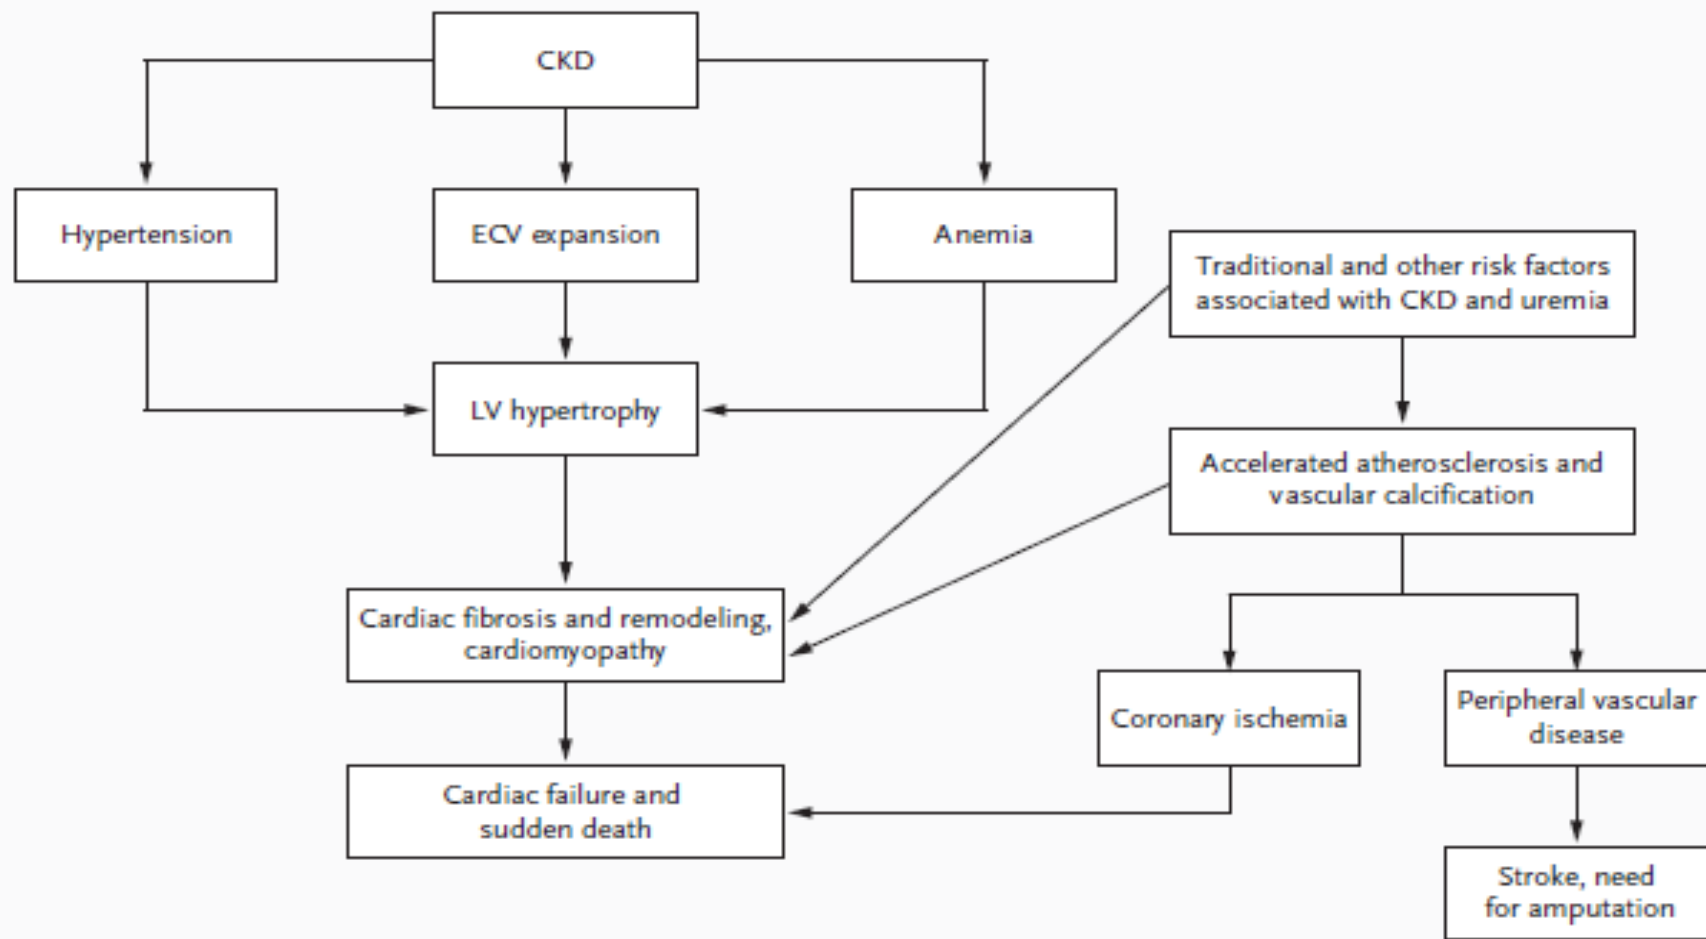 CKD
Hypertension
ECV expansion
Anemia
Traditional and other risk factors
associated with CKD and uremia
LV hypertrophy
Accelerated atherosclerosis and
vascular calcification
Cardiac fibrosis and remodeling,
cardiomyopathy
Coronary ischemia
Peripheral vascular
disease
Cardiac failure and
sudden death
Stroke, need
for amputation